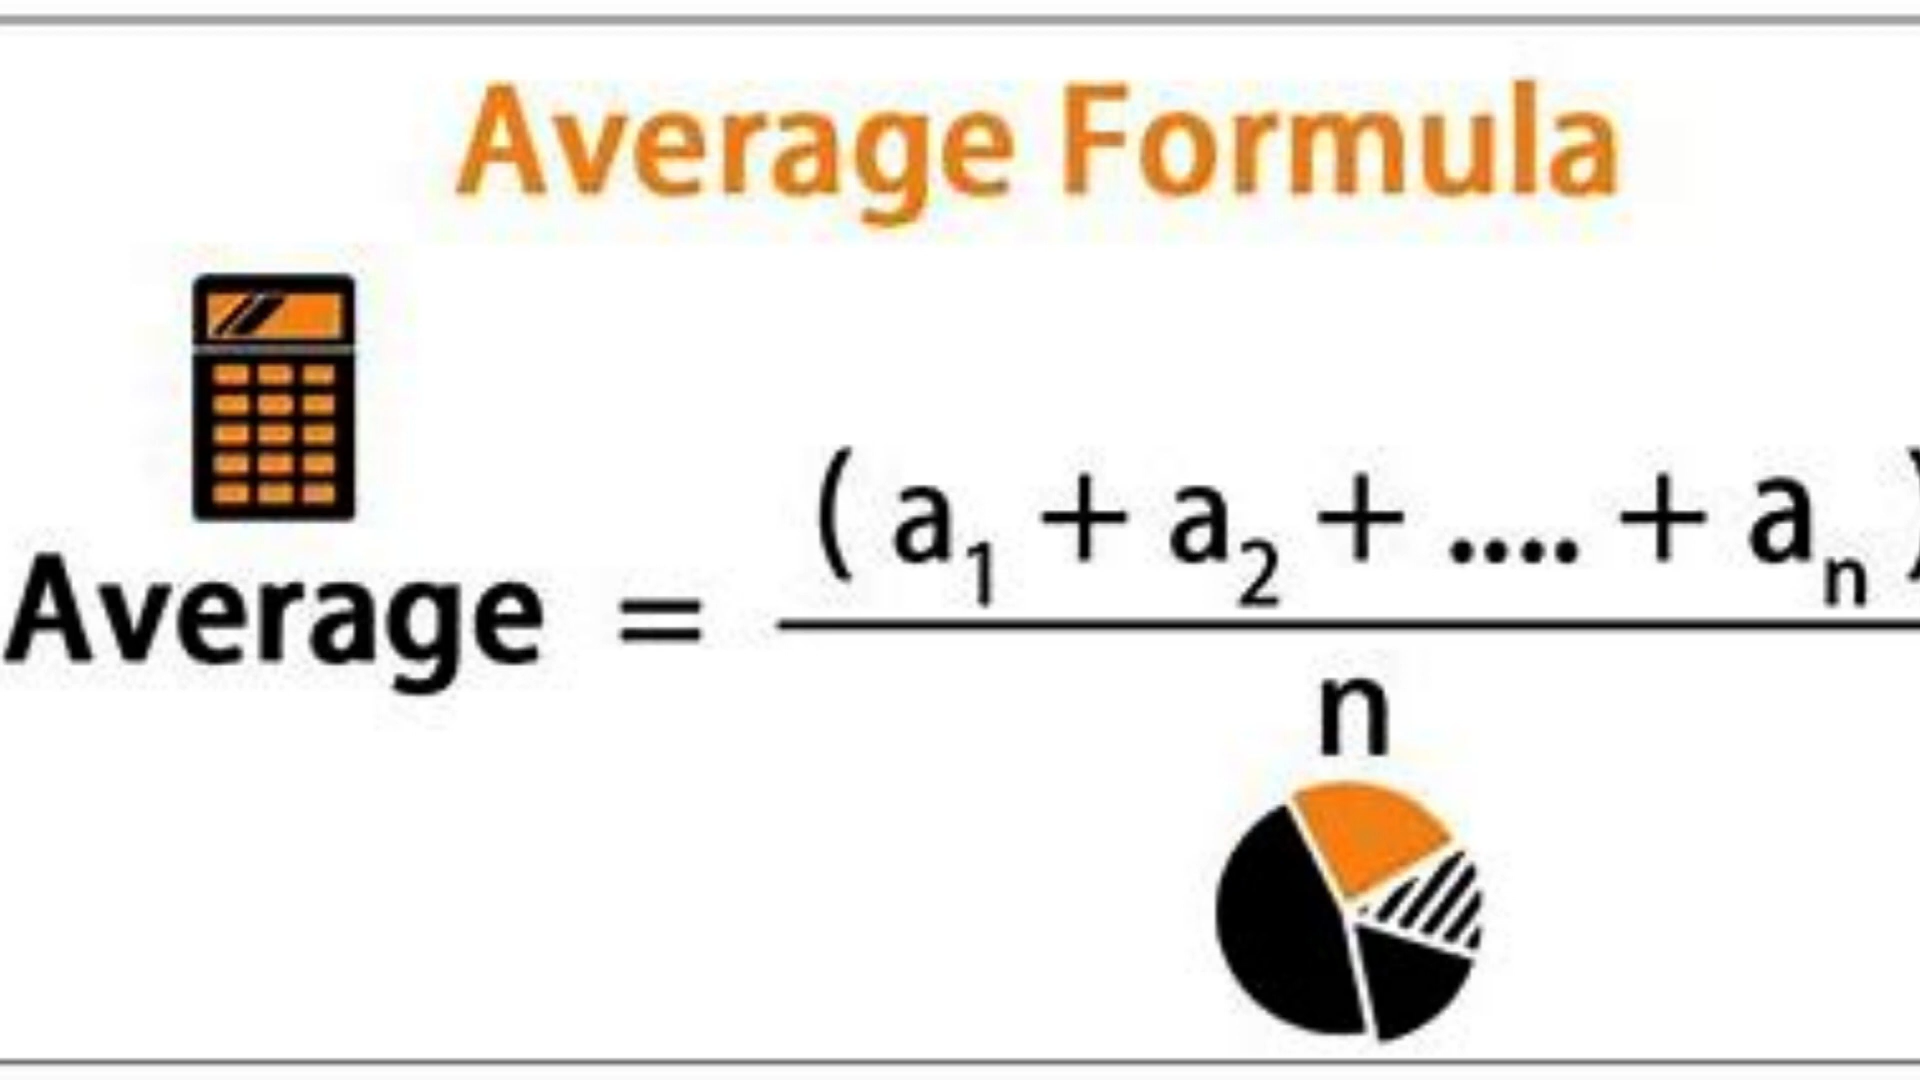 Average Formula
Average = ( a₁ + a₂ + .... + aₙ )
n